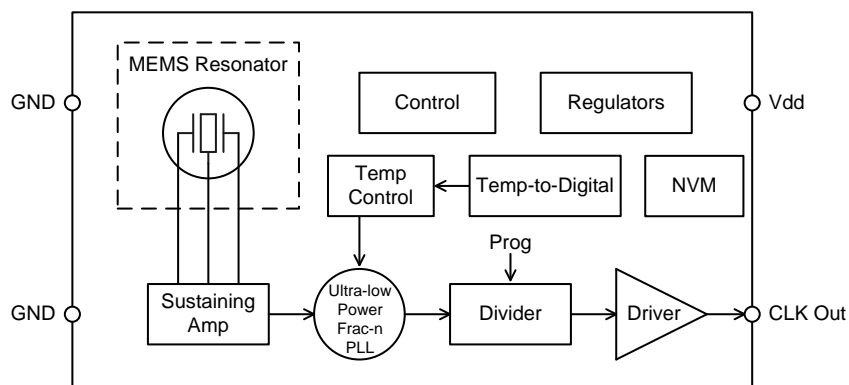 MEMS Resonator
GND
Control
Regulators
Vdd
Temp
Control
Temp-to-Digital
NVM
Prog
GND
Sustaining
Amp
Ultra-low
Power
Frac-n
PLL
Divider
Driver
CLK Out